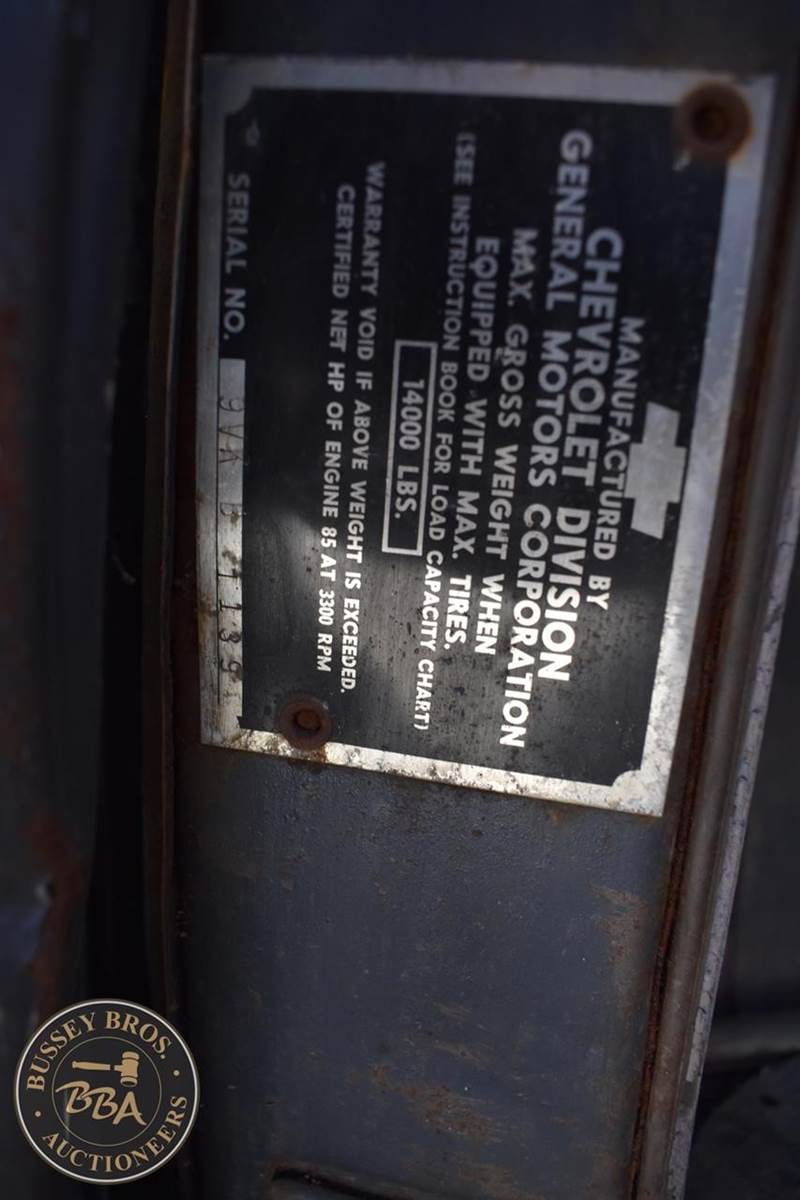 MANUFACTURED BY
CHEVROLET DIVISION
GENERAL MOTORS CORPORATION
MAX. GROSS WEIGHT WHEN
EQUIPPED WITH MAX. TIRES.
(SEE INSTRUCTION BOOK FOR LOAD CAPACITY CHART)
14000 LBS.
WARRANTY VOID IF ABOVE WEIGHT IS EXCEEDED.
CERTIFIED NET HP OF ENGINE 85 AT 3300 RPM
SERIAL NO.
BUSSEY BROS.
BBA
AUCTIONEERS